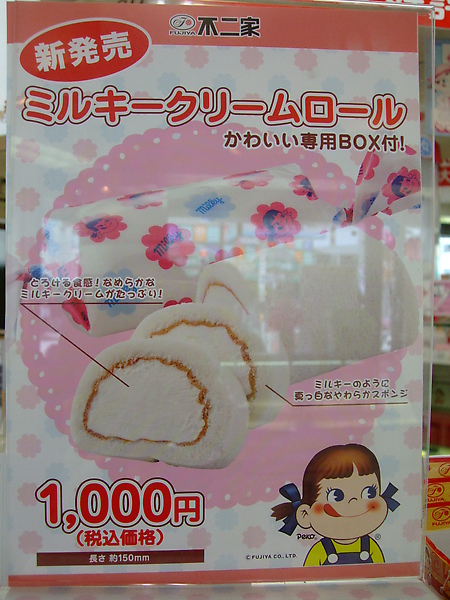 FUJIYA 不二家
新発売
ミルキークリームロール
かわいい専用BOX付!
Milky
とろける食感!なめらかな
ミルキークリームがたっぷり!
ミルキーのように
真っ白なやわらかスポンジ
1,000円
(税込価格)
長さ 約150mm
Peko
®
©FUJIYA CO., LTD.
FUJIYA